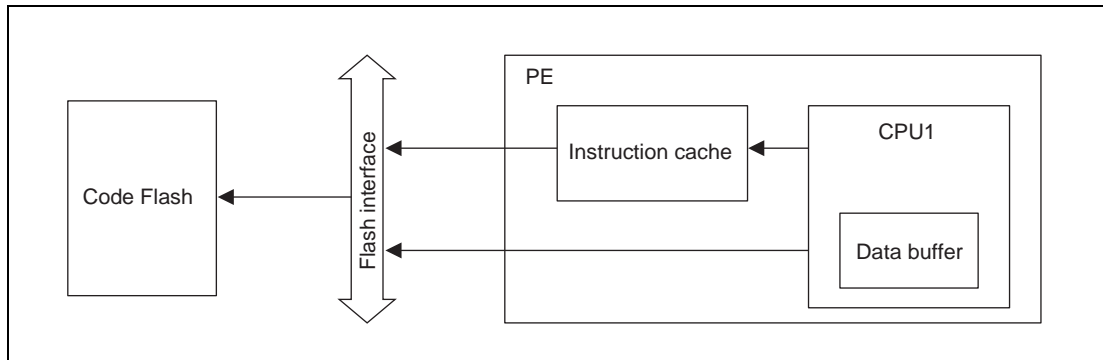 PE
CPU1
Instruction cache
Code Flash
Flash interface
Data buffer